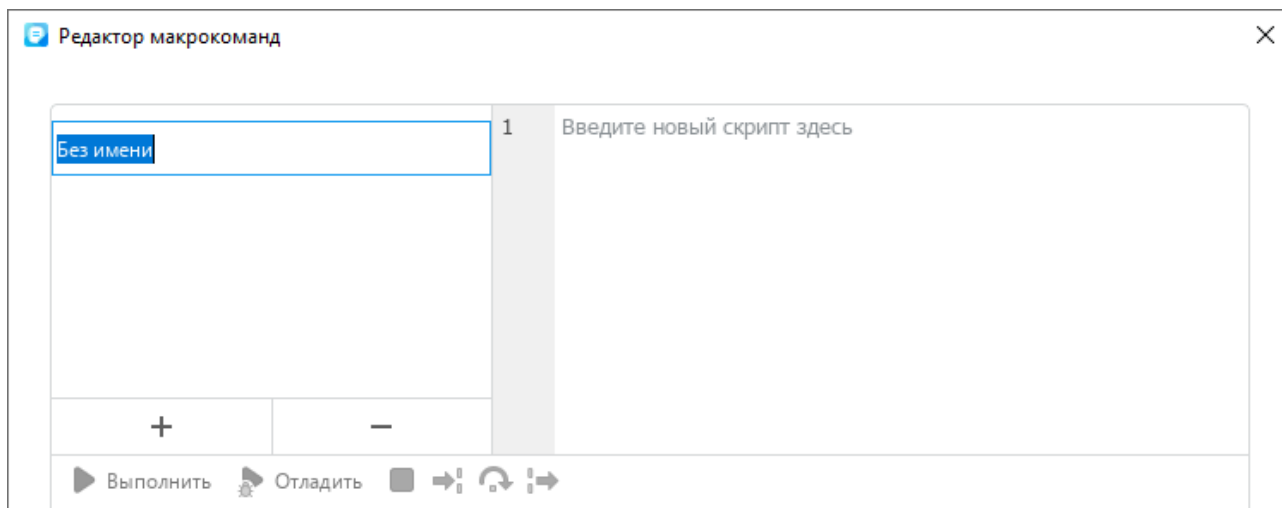 Редактор макрокоманд
Без имени
1 Введите новый скрипт здесь
Выполнить Отладить